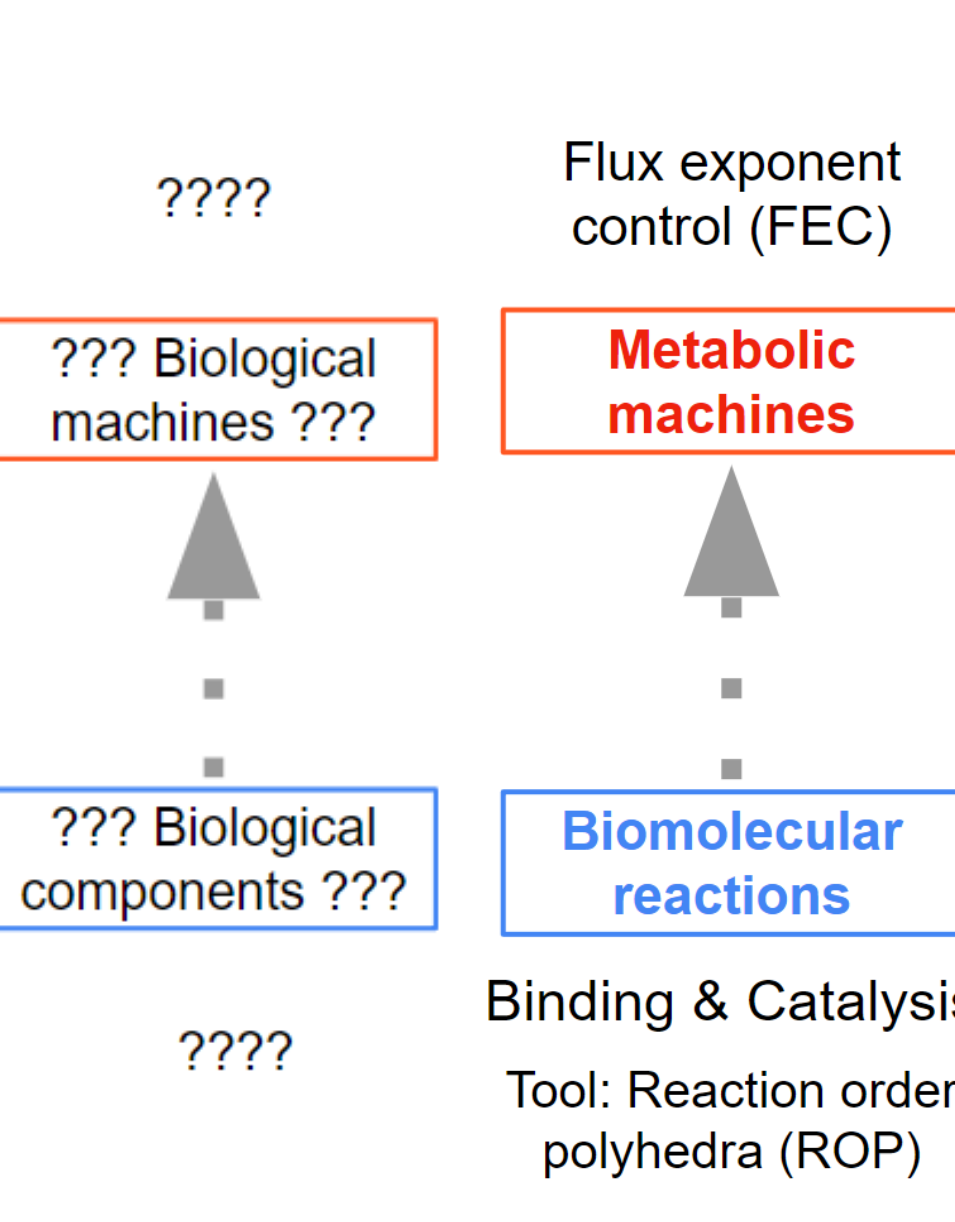 ????
??? Biological
machines ???
??? Biological
components ???
????
Flux exponent
control (FEC)
Metabolic
machines
Biomolecular
reactions
Binding & Catalysis
Tool: Reaction order
polyhedra (ROP)